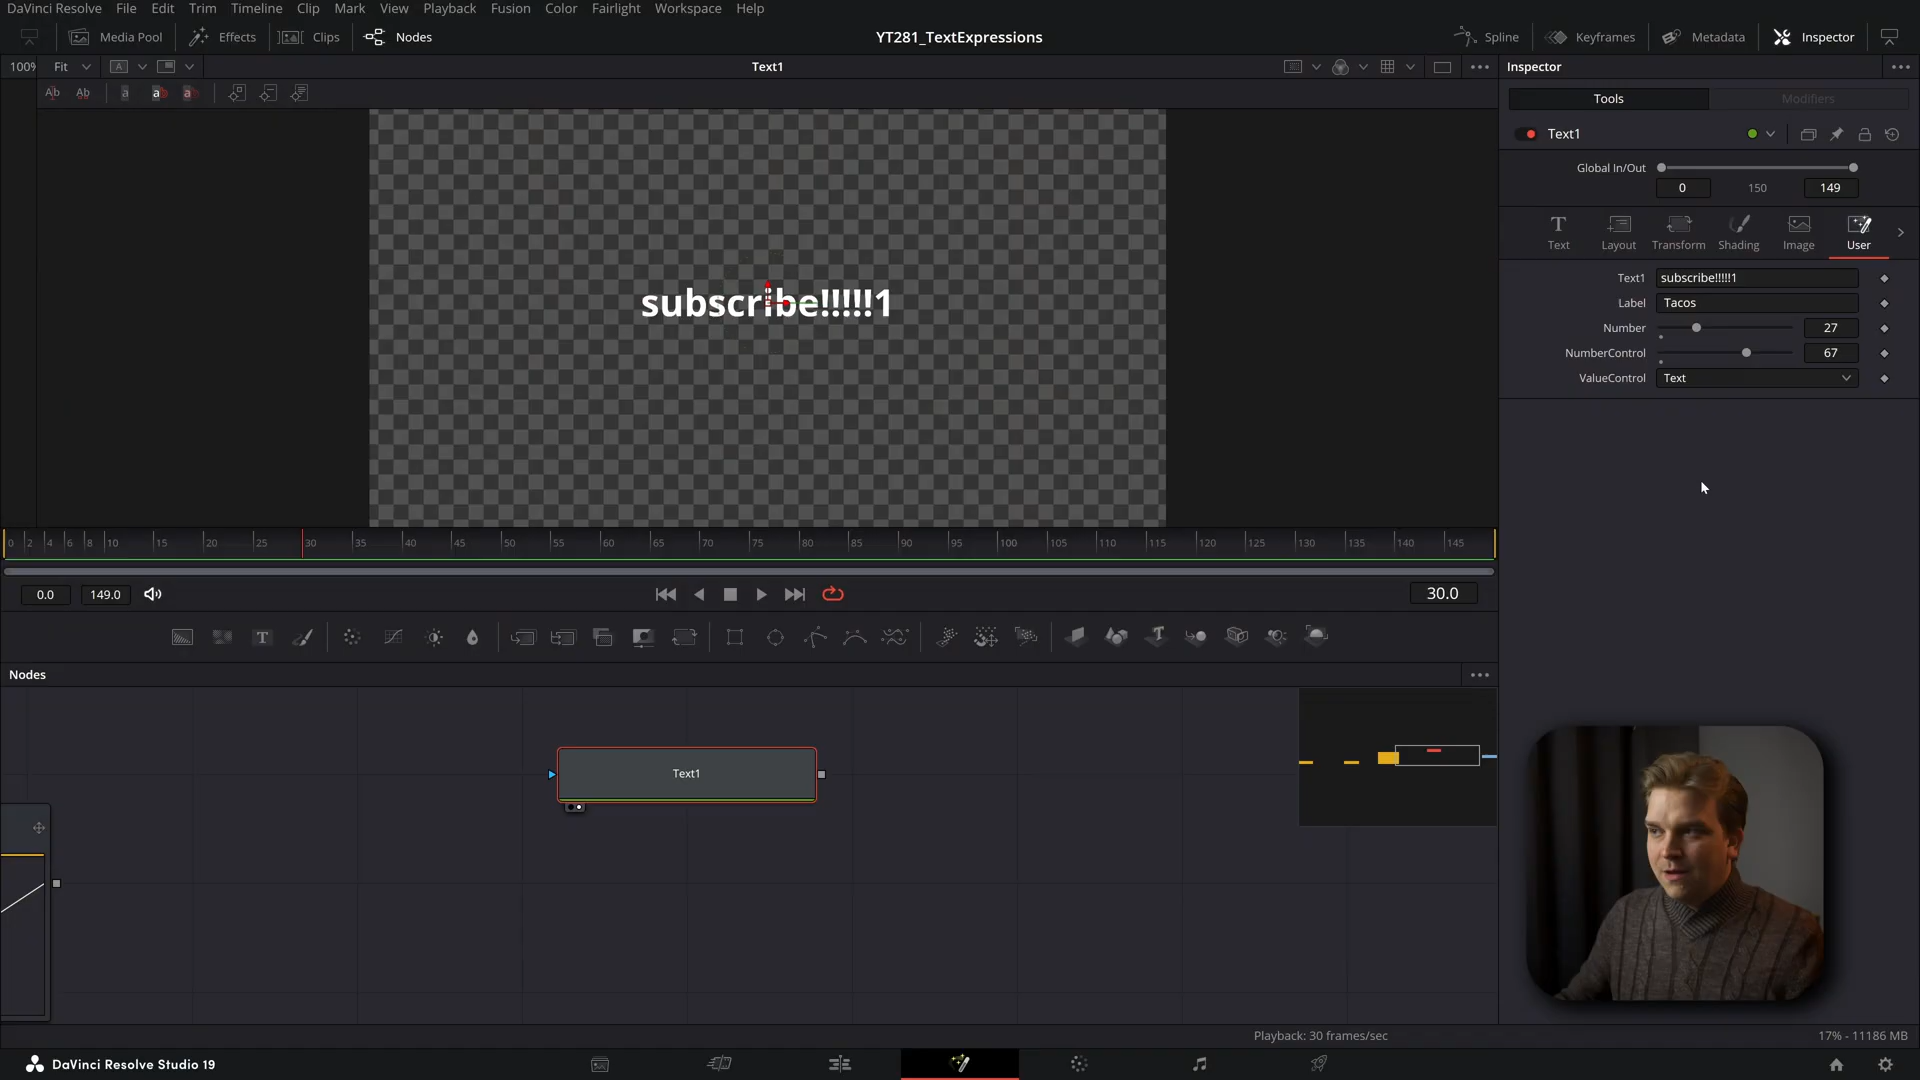 DaVinci Resolve File Edit Trim Timeline Clip Mark View Playback Fusion Color Fairlight Workspace Help
Media Pool Effects Clips Nodes YT281_TextExpressions Spline Keyframes Metadata Inspector
100% Fit A Text1 Inspector
Ab Ab a a a Tools Modifiers
Text1
Global In/Out
0 150 149
Text Layout Transform Shading Image User
Text1 subscribe!!!!!1
Label Tacos
Number 27
NumberControl 67
ValueControl Text
subscribe!!!!!1
0 2 4 6 8 10 15 20 25 30 35 40 45 50 55 60 65 70 75 80 85 90 95 100 105 110 115 120 125 130 135 140 145
0.0 149.0 30.0
T T
Nodes
Text1
Playback: 30 frames/sec 17% - 11186 MB
DaVinci Resolve Studio 19